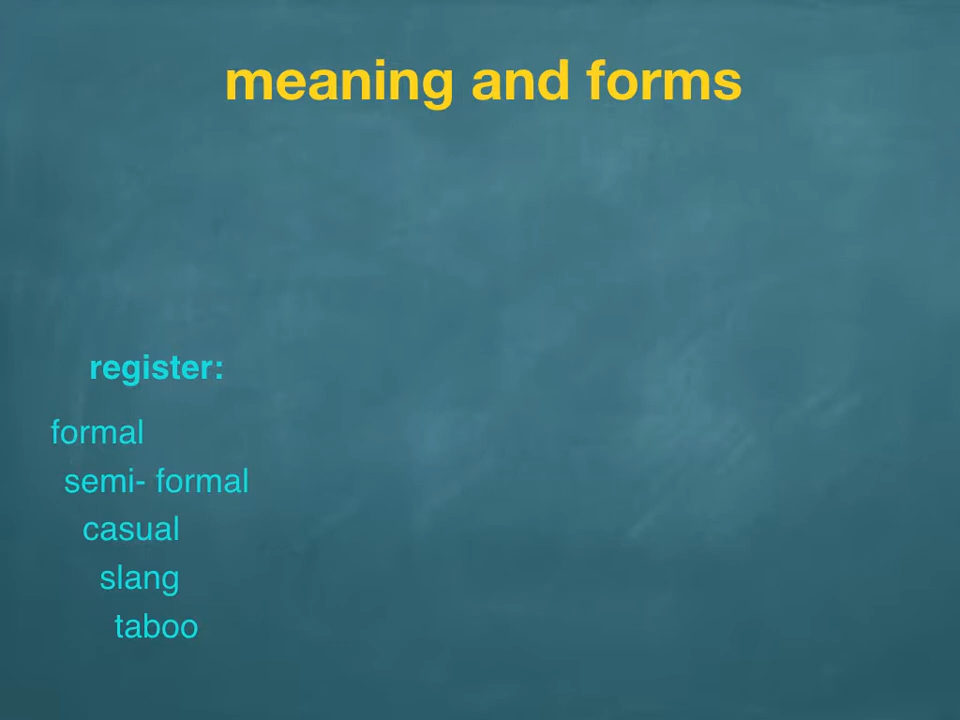 meaning and forms
register:
formal
semi- formal
casual
slang
taboo